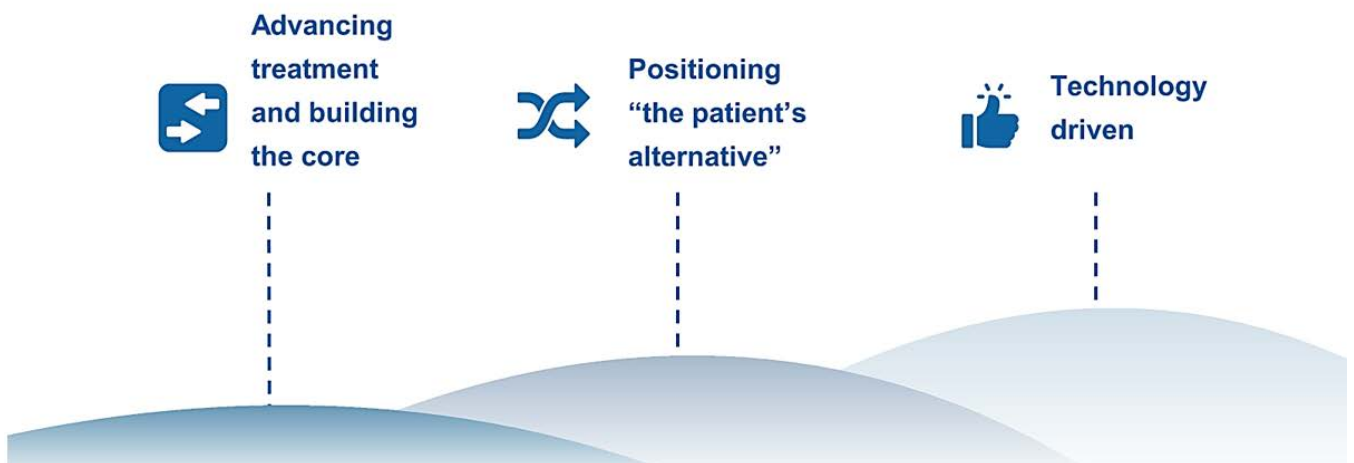 Advancing
treatment
and building
the core
Positioning
“the patient’s
alternative”
Technology
driven